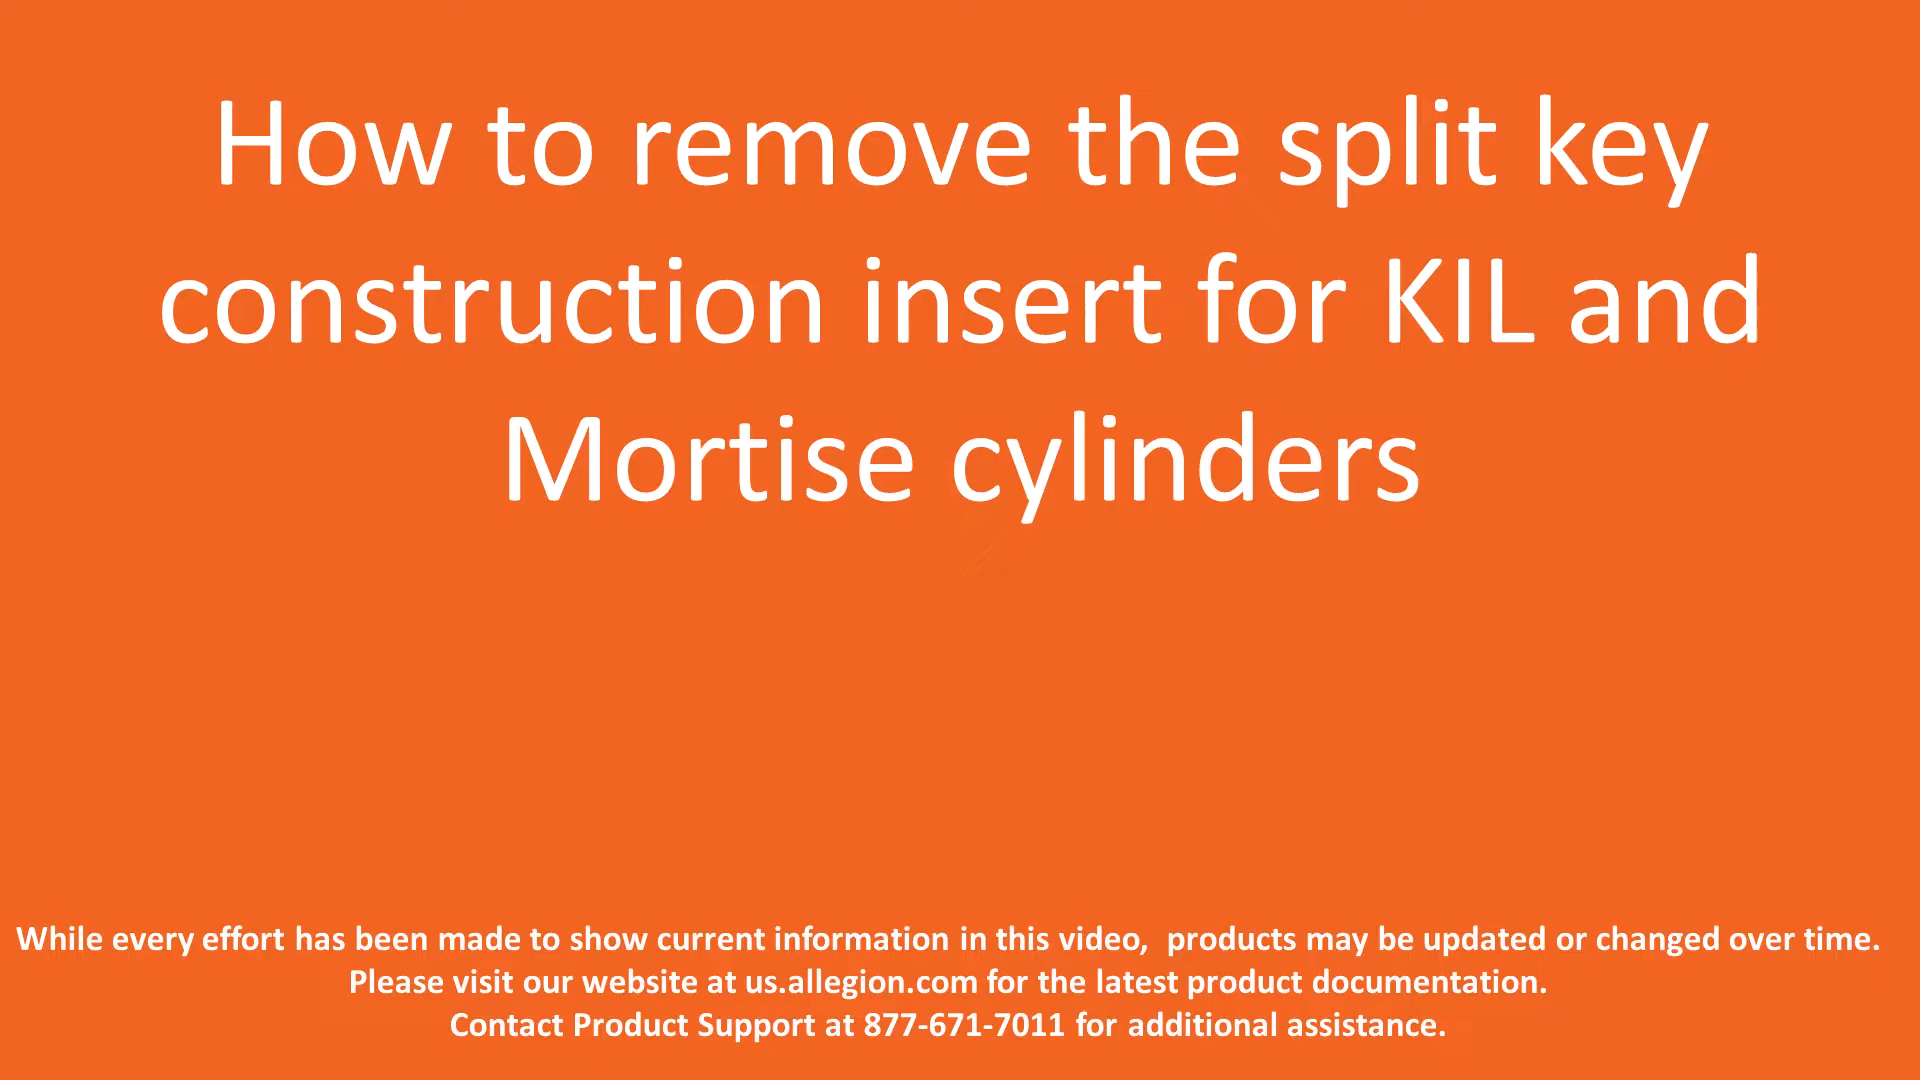 How to remove the split key
construction insert for KIL and
Mortise cylinders
While every effort has been made to show current information in this video,  products may be updated or changed over time.
Please visit our website at us.allegion.com for the latest product documentation.
Contact Product Support at 877-671-7011 for additional assistance.